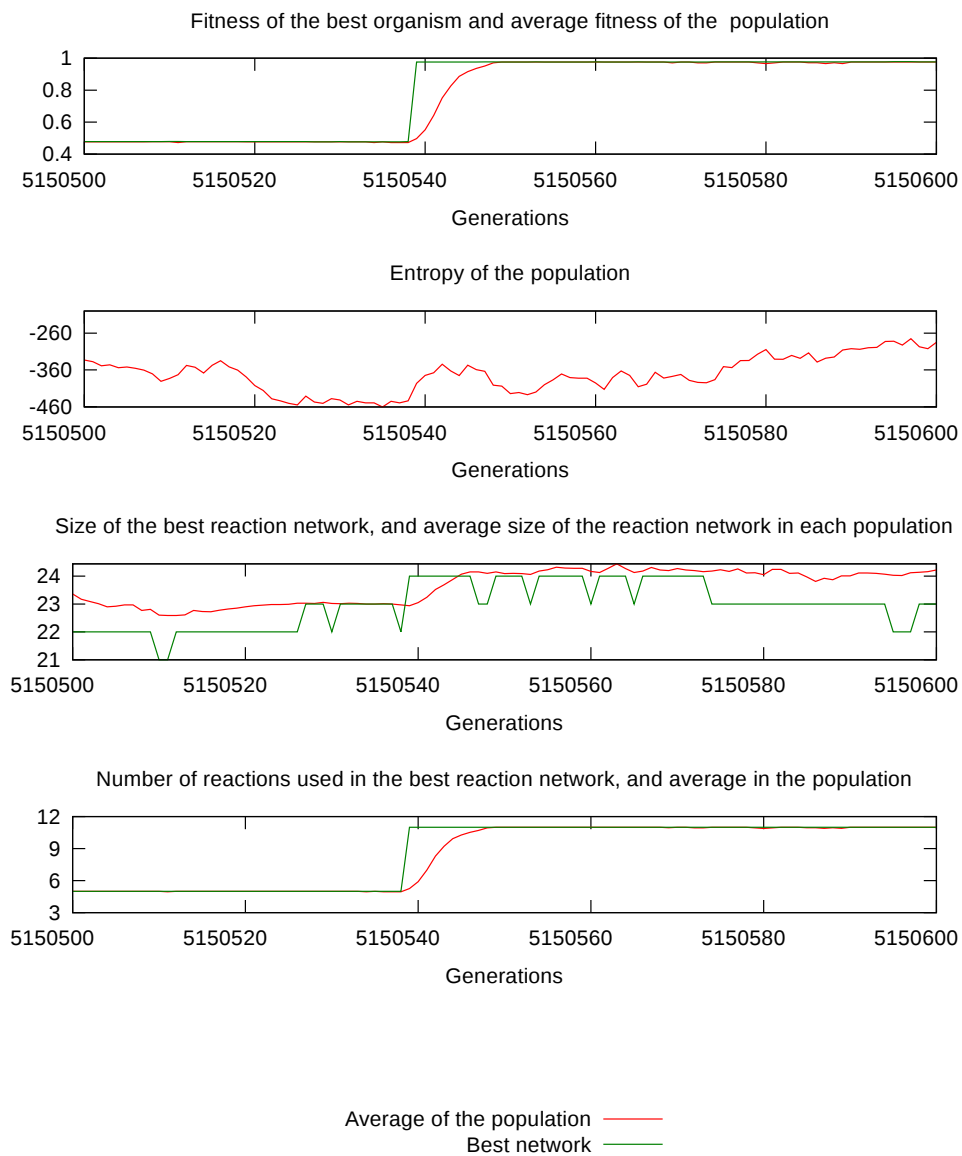 Fitness of the best organism and average fitness of the  population
1
0.8
0.6
0.4
5150500 5150520 5150540 5150560 5150580 5150600
Generations
Entropy of the population
-260
-360
-460
5150500 5150520 5150540 5150560 5150580 5150600
Generations
Size of the best reaction network, and average size of the reaction network in each population
24
23
22
21
5150500 5150520 5150540 5150560 5150580 5150600
Generations
Number of reactions used in the best reaction network, and average in the population
12
9
6
3
5150500 5150520 5150540 5150560 5150580 5150600
Generations
Average of the population
Best network